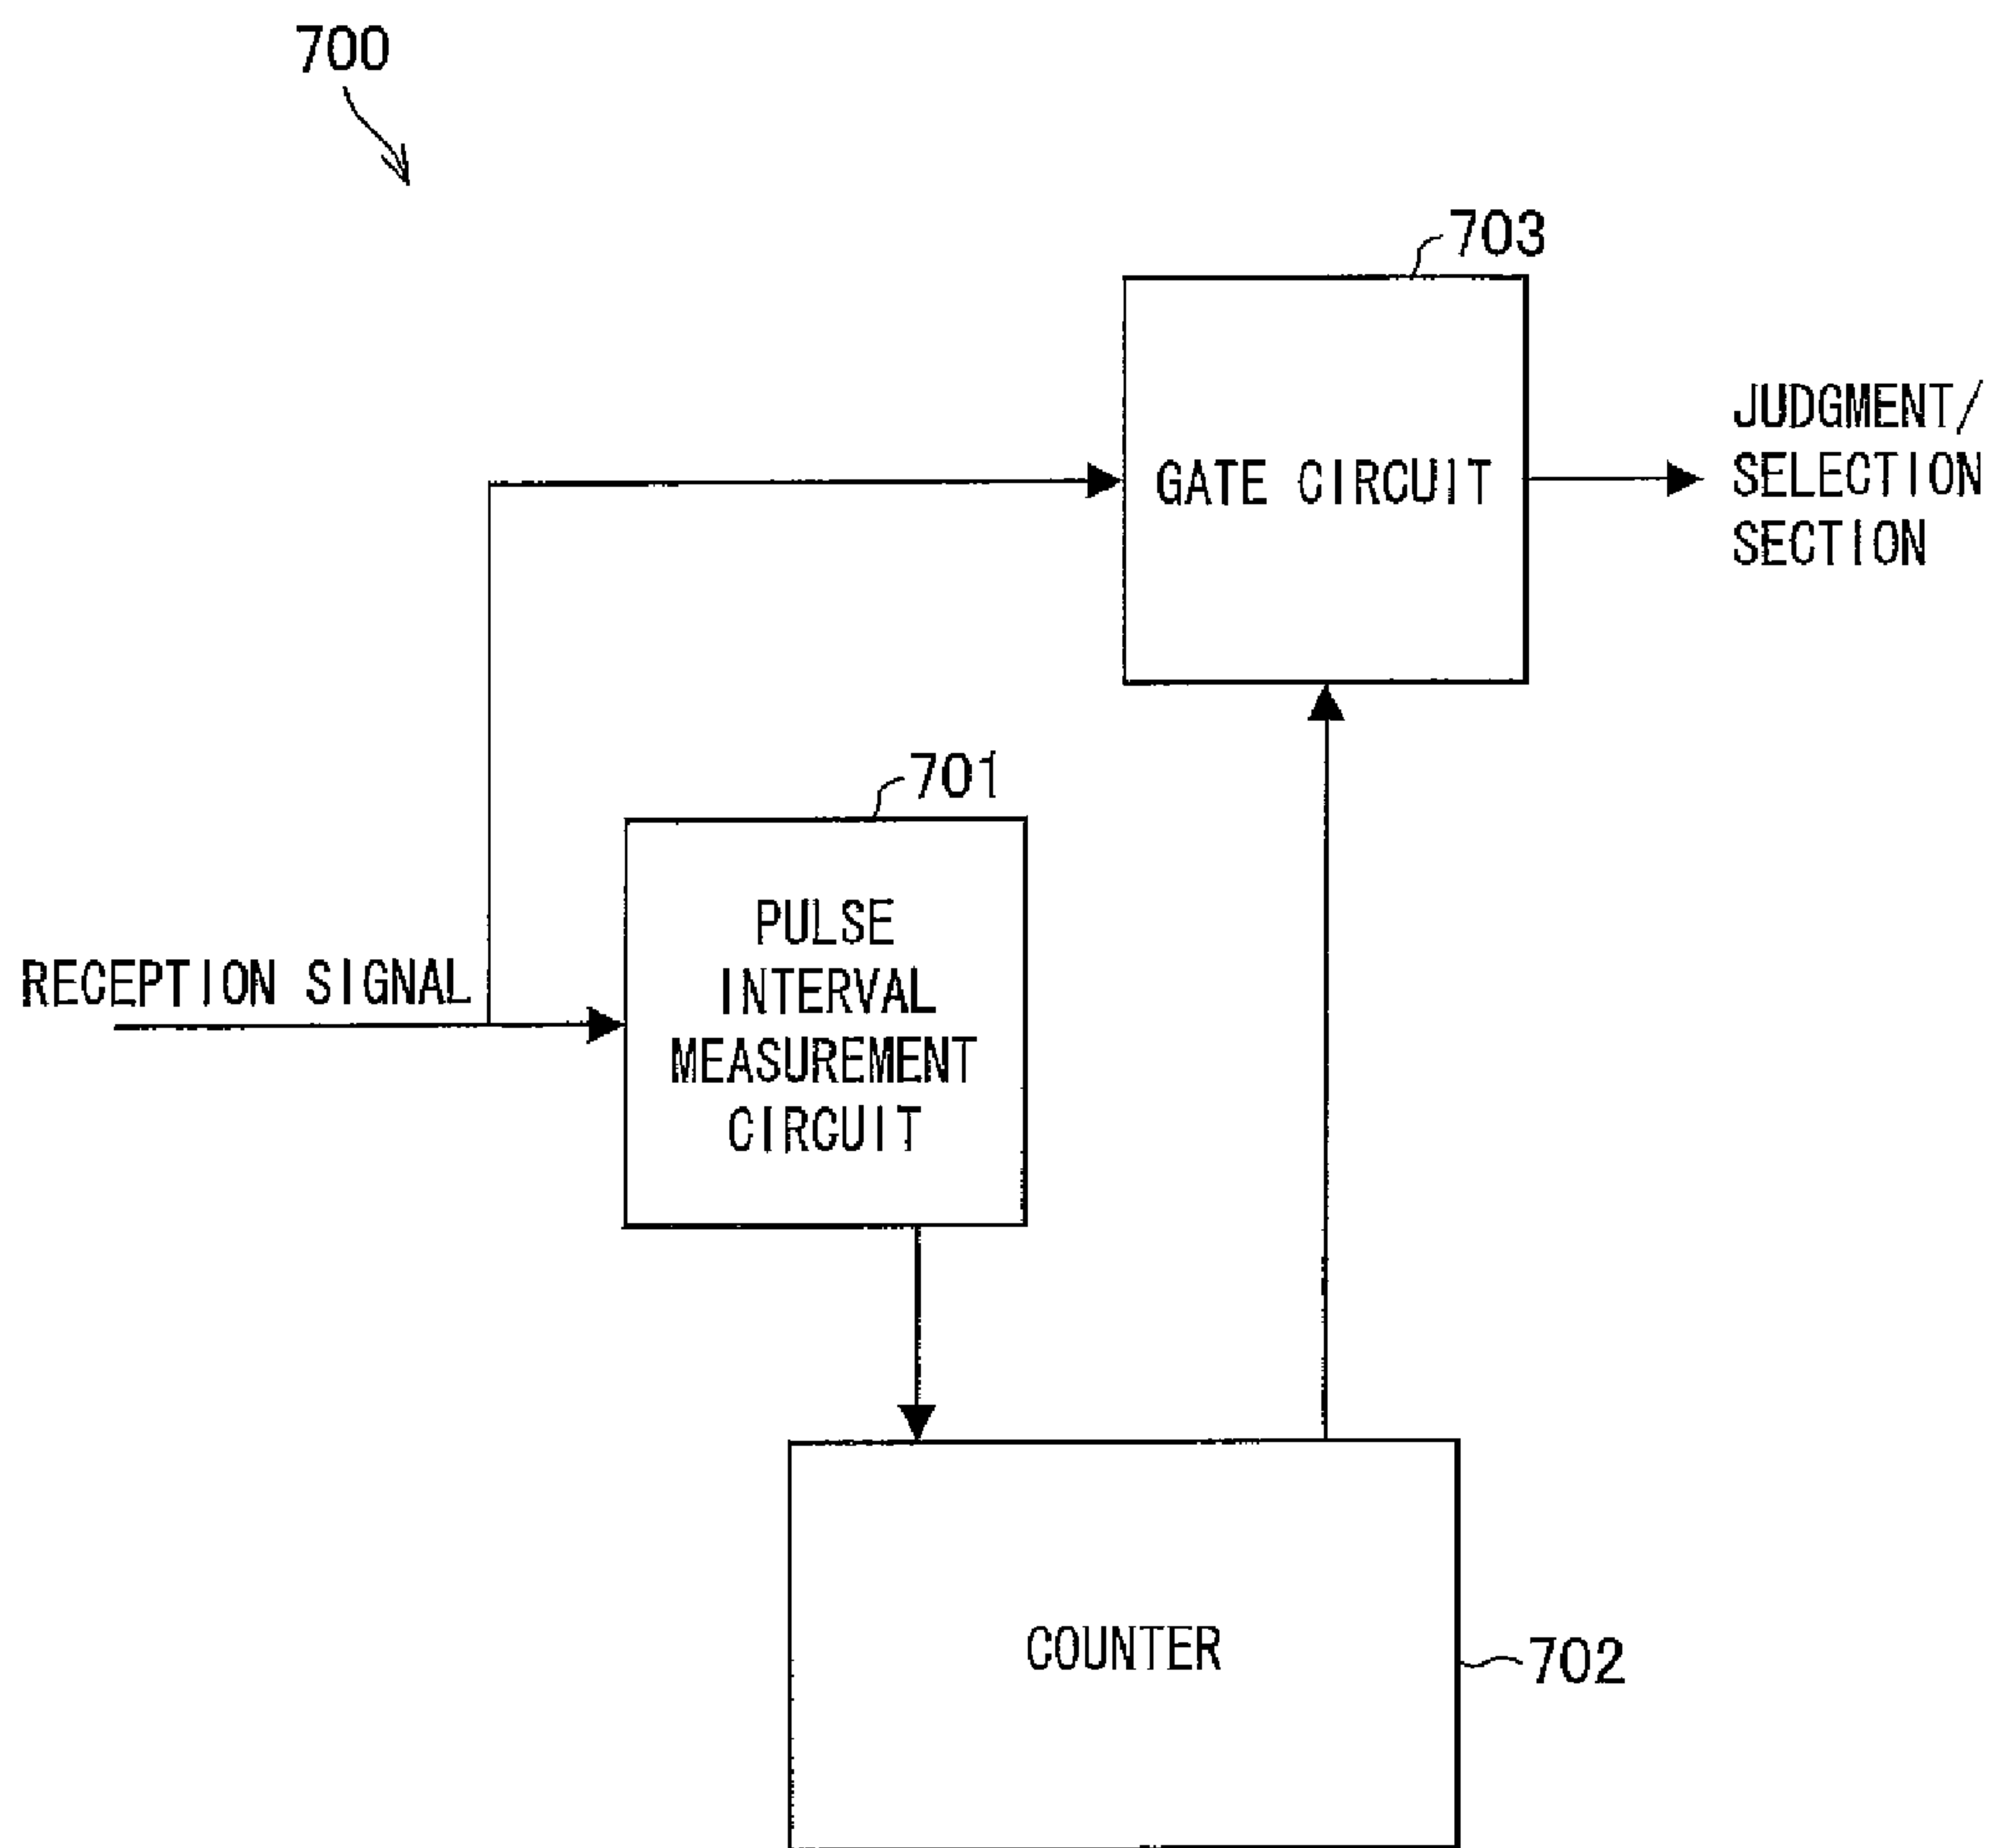 700
703
GATE CIRCUIT
JUDGMENT/
SELECTION
SECTION
701
PULSE
INTERVAL
MEASUREMENT
CIRCUIT
RECEPTION SIGNAL
COUNTER
702